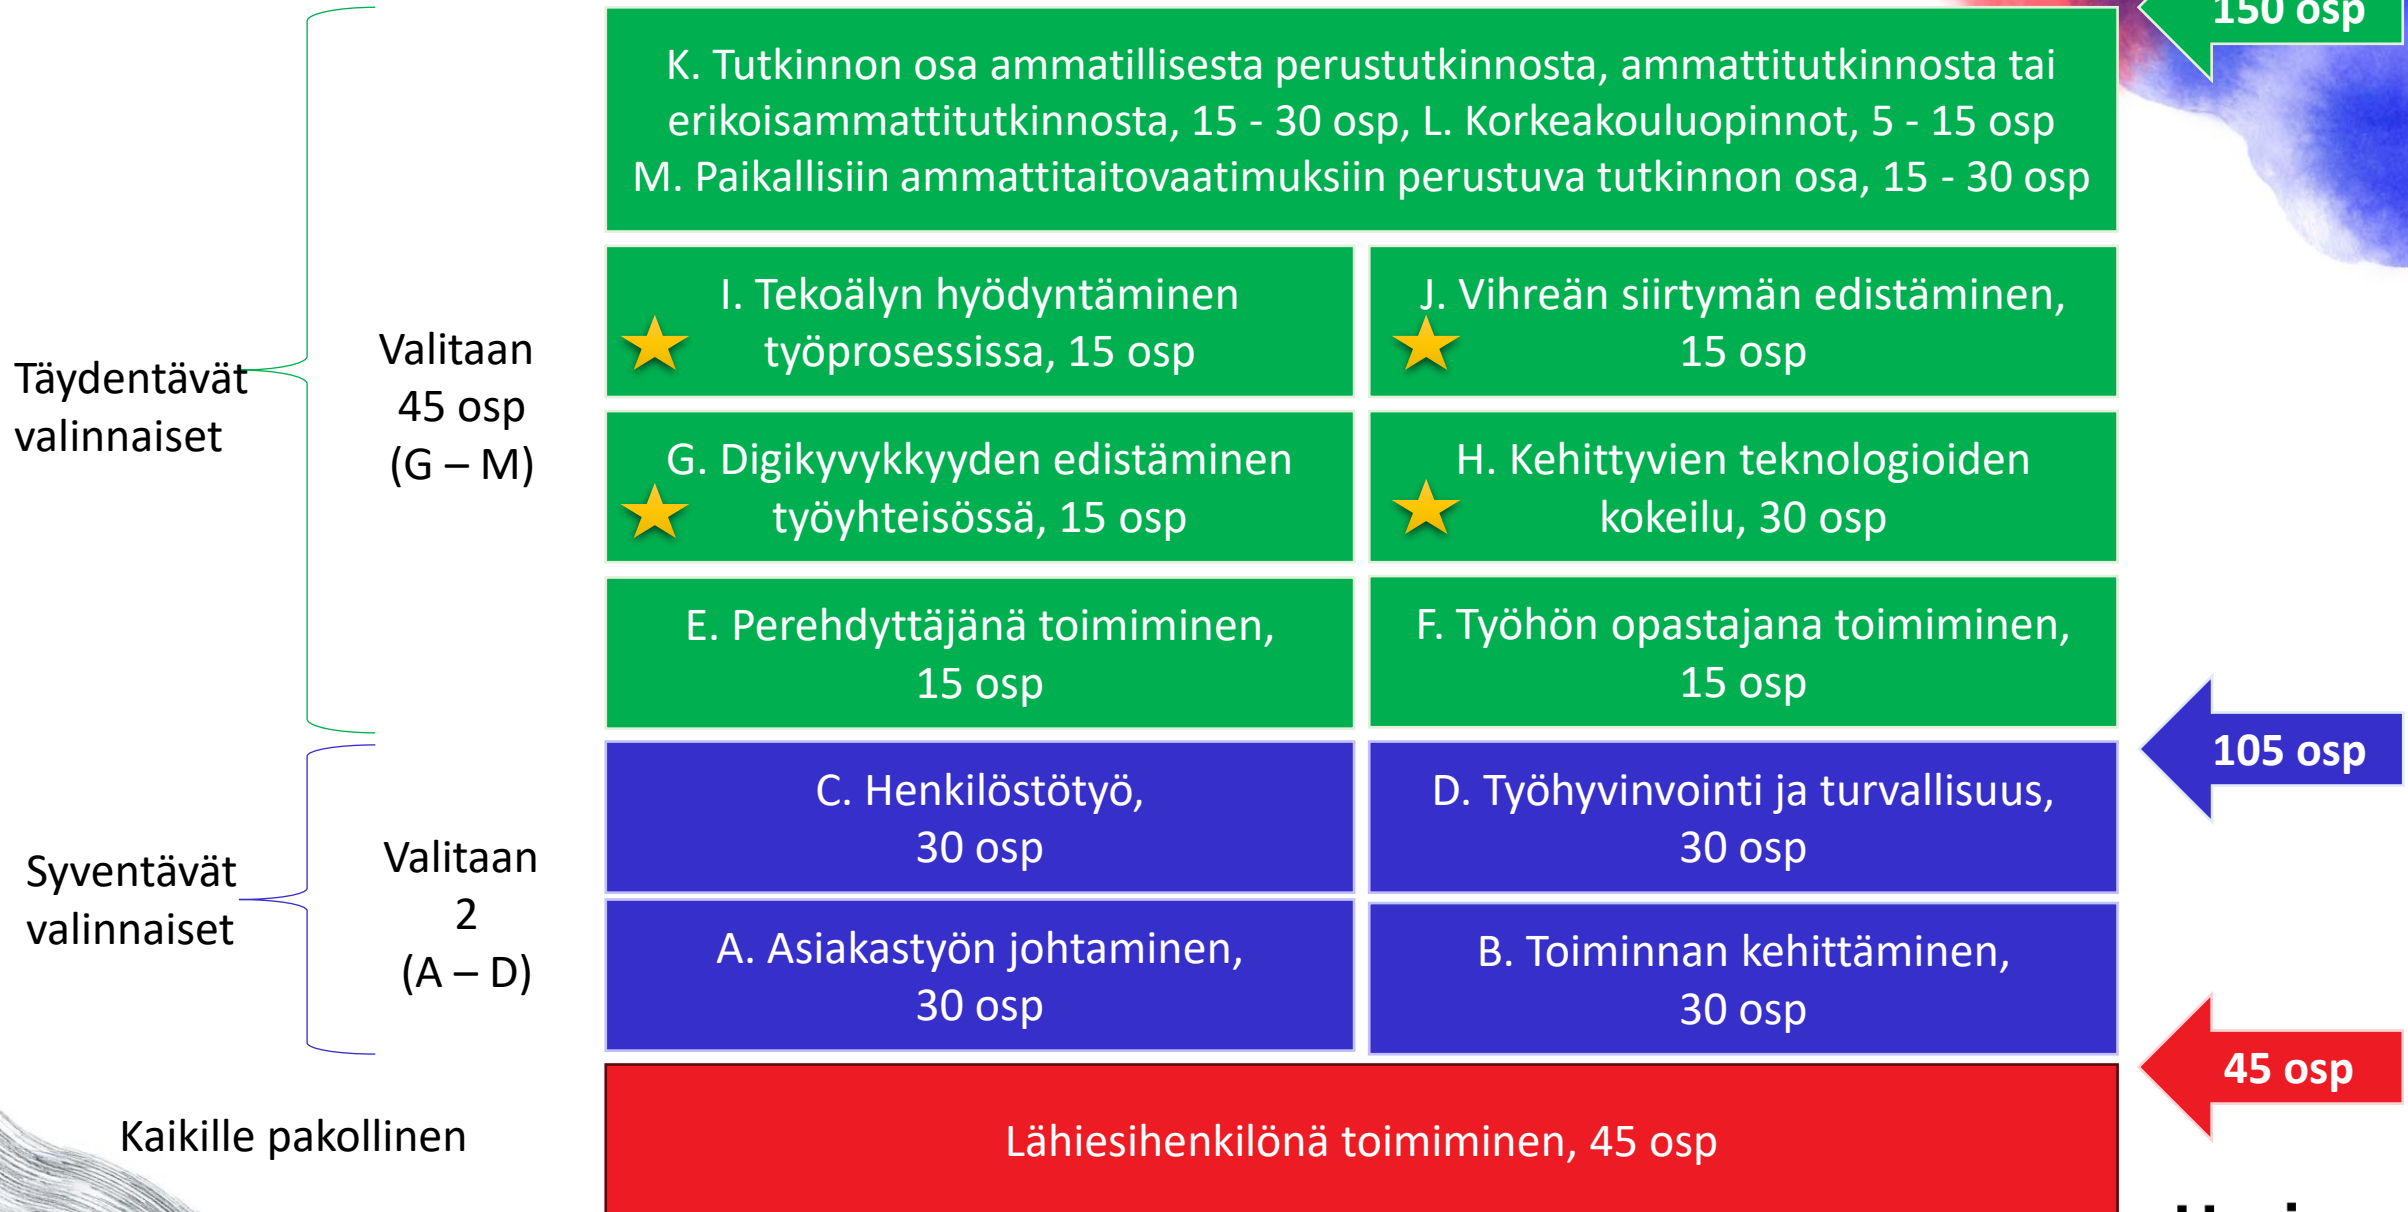 150 osp
K. Tutkinnon osa ammatillisesta perustutkinnosta, ammattitutkinnosta tai
erikoisammattitutkinnosta, 15 - 30 osp, L. Korkeakouluopinnot, 5 - 15 osp
M. Paikallisiin ammattitaitovaatimuksiin perustuva tutkinnon osa, 15 - 30 osp
Täydentävät
valinnaiset
Valitaan
45 osp
(G – M)
I. Tekoälyn hyödyntäminen
työprosessissa, 15 osp
J. Vihreän siirtymän edistäminen,
15 osp
G. Digikyvykkyyden edistäminen
työyhteisössä, 15 osp
H. Kehittyvien teknologioiden
kokeilu, 30 osp
E. Perehdyttäjänä toimiminen,
15 osp
F. Työhön opastajana toimiminen,
15 osp
105 osp
Syventävät
valinnaiset
Valitaan
2
(A – D)
C. Henkilöstötyö,
30 osp
D. Työhyvinvointi ja turvallisuus,
30 osp
A. Asiakastyön johtaminen,
30 osp
B. Toiminnan kehittäminen,
30 osp
45 osp
Kaikille pakollinen
Lähiesihenkilönä toimiminen, 45 osp